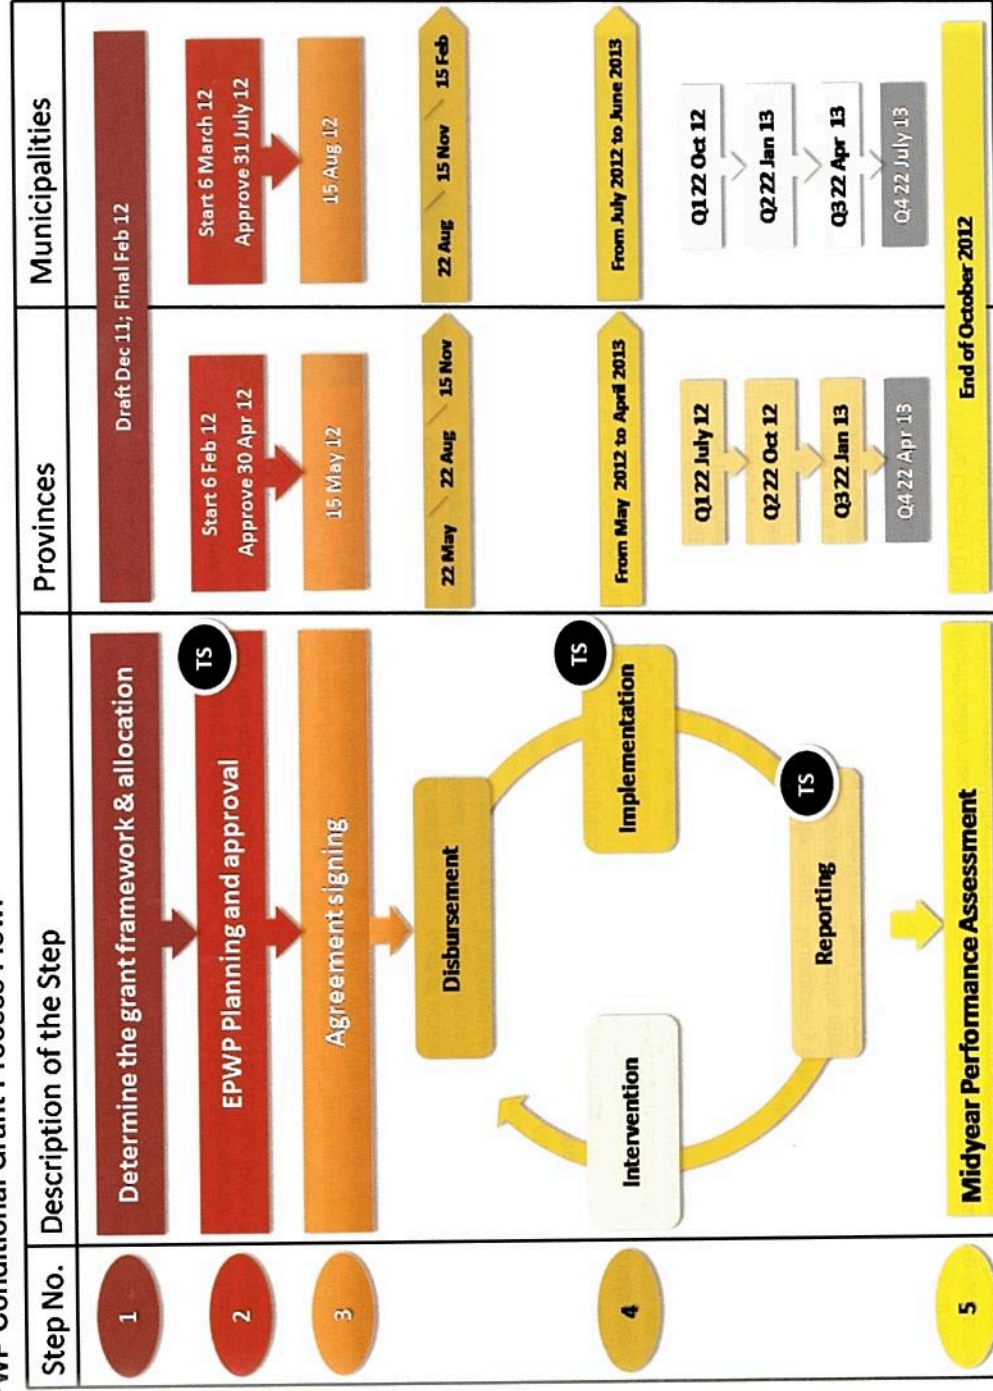 Conditional Grant Process Flow:
Step No.
Description of the Step
Provinces
Municipalities
1
Determine the grant framework & allocation
Draft Dec 11; Final Feb 12
2
EPWP Planning and approval
TS
Start 6 Feb 12
Approve 30 Apr 12
Start 6 March 12
Approve 31 July 12
3
Agreement signing
15 May 12
15 Aug 12
4
Disbursement
22 May / 22 Aug / 15 Nov
22 Aug / 15 Nov / 15 Feb
Intervention
Implementation
TS
From May 2012 to April 2013
From July 2012 to June 2013
Reporting
TS
Q1 22 July 12
Q2 22 Oct 12
Q3 22 Jan 13
Q4 22 Apr 13
Q1 22 Oct 12
Q2 22 Jan 13
Q3 22 Apr 13
Q4 22 July 13
5
Midyear Performance Assessment
End of October 2012